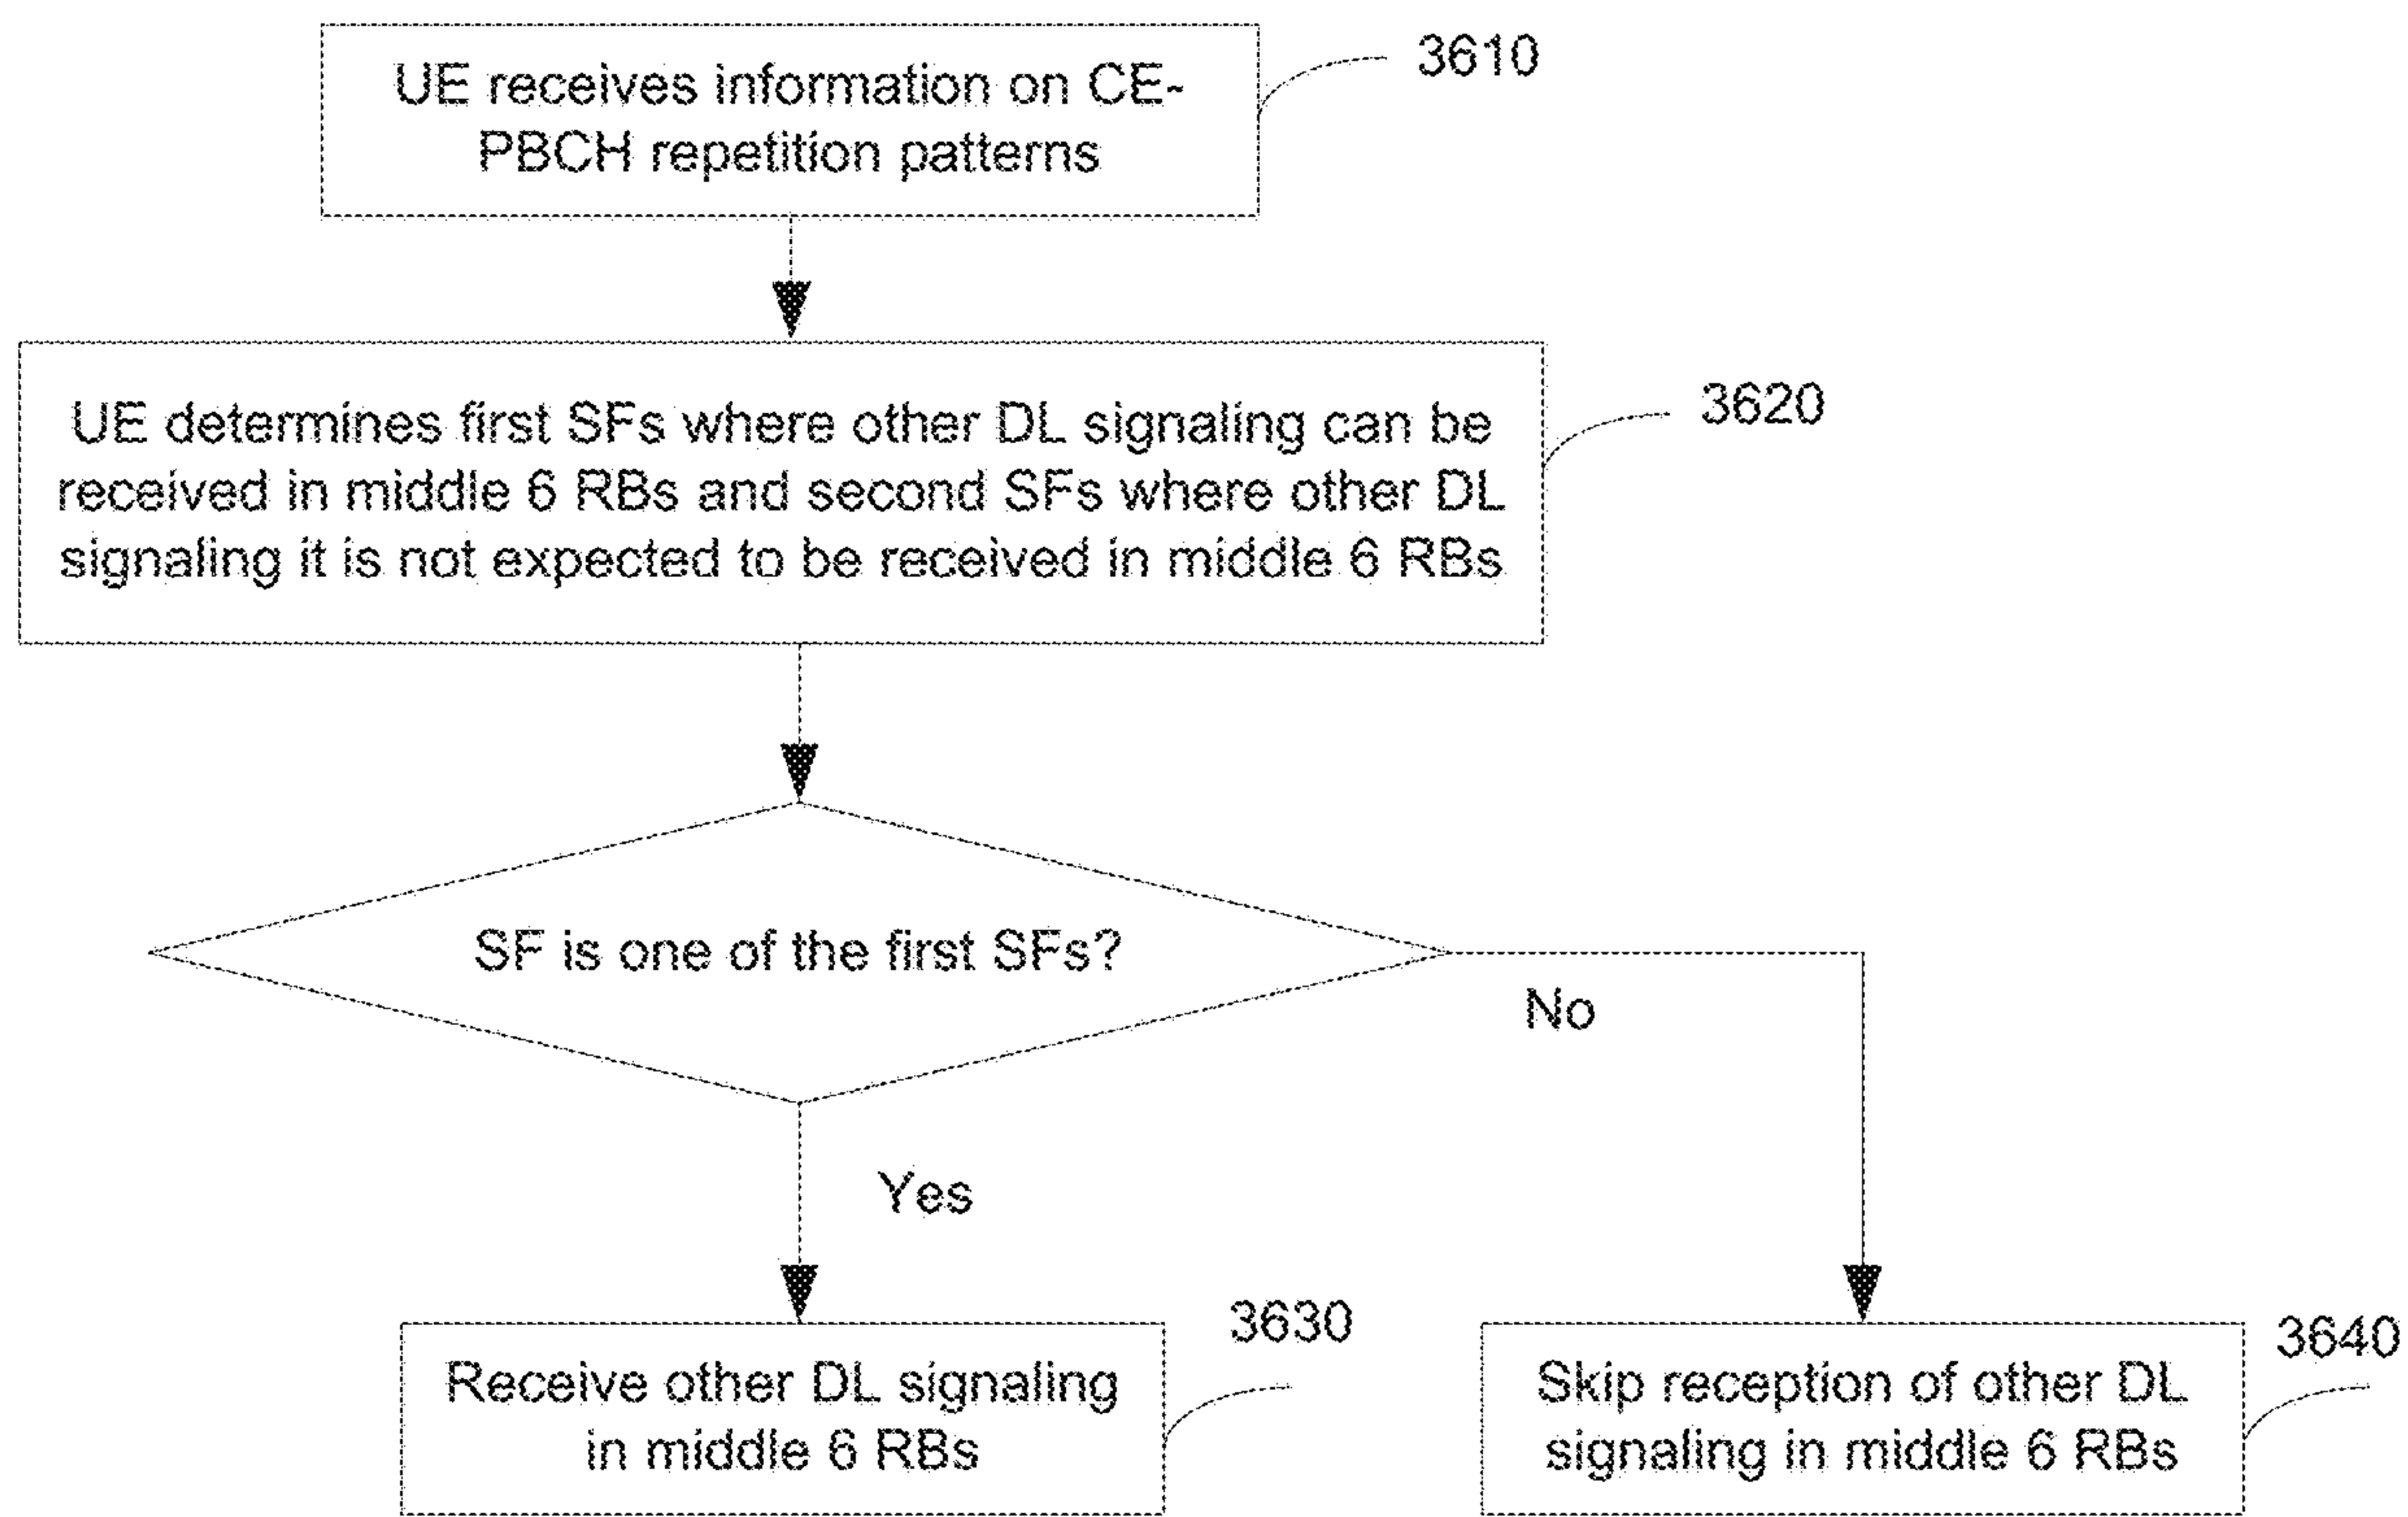 UE receives information on CE-
PBCH repetition patterns
3610
UE determines first SFs where other DL signaling can be
received in middle 6 RBs and second SFs where other DL
signaling it is not expected to be received in middle 6 RBs
3620
SF is one of the first SFs?
No
Yes
Receive other DL signaling
in middle 6 RBs
3630
Skip reception of other DL
signaling in middle 6 RBs
3640